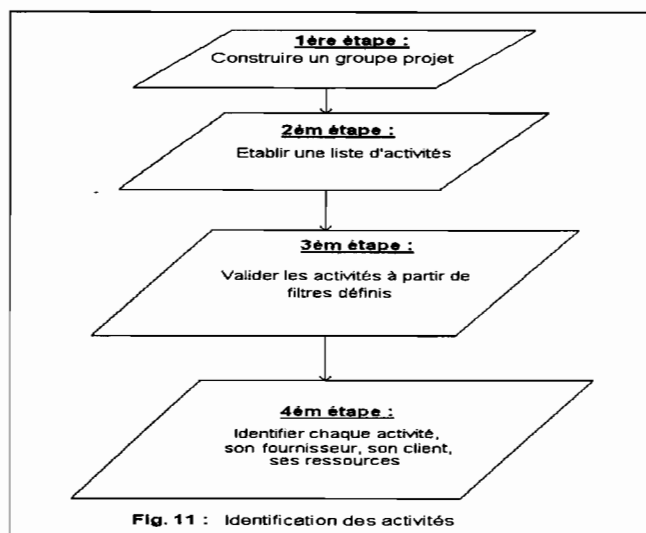 1ère étape :
Construire un groupe projet
2ém étape :
Etablir une liste d'activités
3ém étape :
Valider les activités à partir de
filtres définis
4ém étape :
Identifier chaque activité,
son fournisseur, son client,
ses ressources
Fig. 11 : Identification des activités